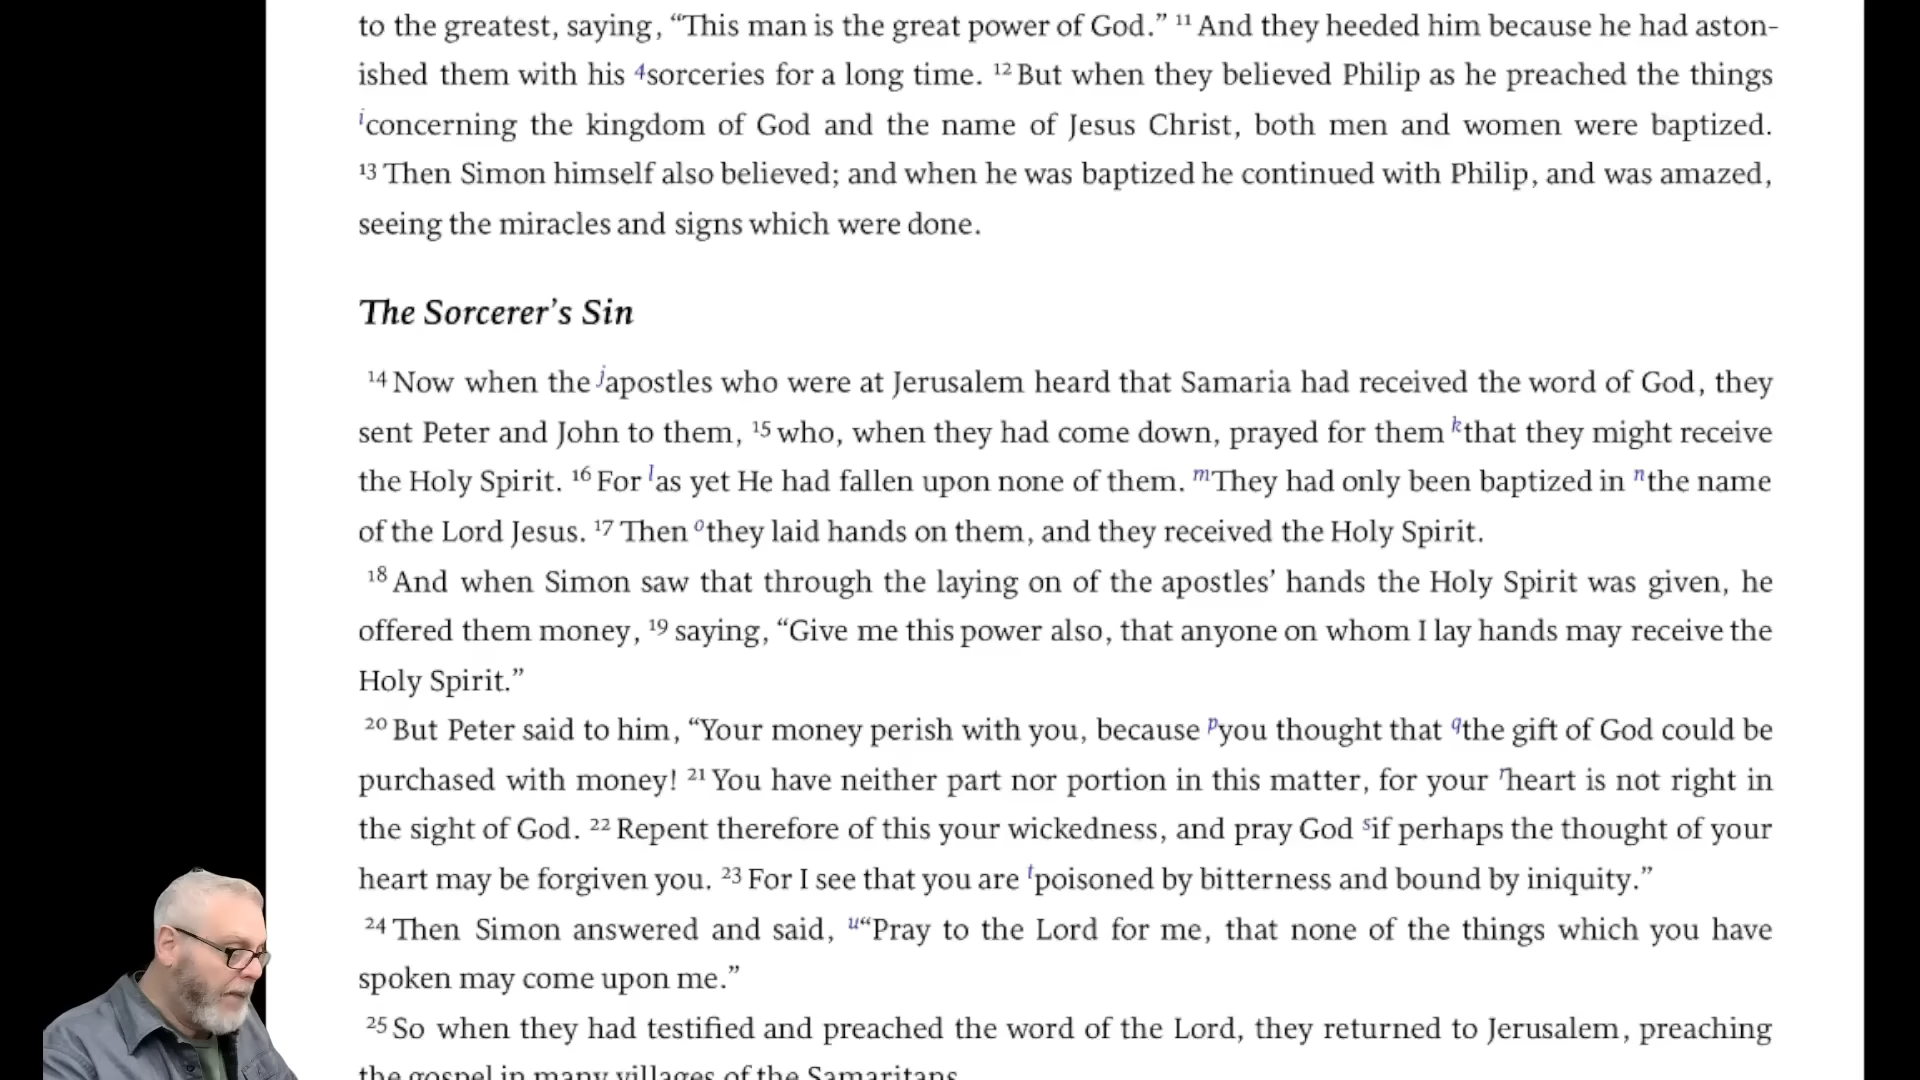 to the greatest, saying, “This man is the great power of God.” 11 And they heeded him because he had aston-
ished them with his 4sorceries for a long time. 12 But when they believed Philip as he preached the things
iconcerning the kingdom of God and the name of Jesus Christ, both men and women were baptized.
13 Then Simon himself also believed; and when he was baptized he continued with Philip, and was amazed,
seeing the miracles and signs which were done.
The Sorcerer’s Sin
14 Now when the japostles who were at Jerusalem heard that Samaria had received the word of God, they
sent Peter and John to them, 15 who, when they had come down, prayed for them kthat they might receive
the Holy Spirit. 16 For las yet He had fallen upon none of them. mThey had only been baptized in nthe name
of the Lord Jesus. 17 Then othey laid hands on them, and they received the Holy Spirit.
18 And when Simon saw that through the laying on of the apostles’ hands the Holy Spirit was given, he
offered them money, 19 saying, “Give me this power also, that anyone on whom I lay hands may receive the
Holy Spirit.”
20 But Peter said to him, “Your money perish with you, because pyou thought that qthe gift of God could be
purchased with money! 21 You have neither part nor portion in this matter, for your rheart is not right in
the sight of God. 22 Repent therefore of this your wickedness, and pray God sif perhaps the thought of your
heart may be forgiven you. 23 For I see that you are tpoisoned by bitterness and bound by iniquity.”
24 Then Simon answered and said, u“Pray to the Lord for me, that none of the things which you have
spoken may come upon me.”
25 So when they had testified and preached the word of the Lord, they returned to Jerusalem, preaching
the gospel in many villages of the Samaritans.